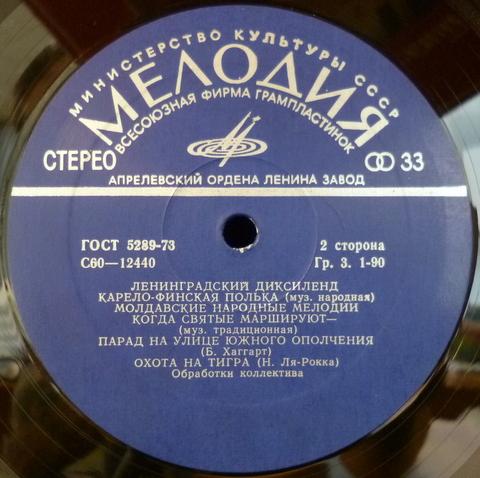 МИНИСТЕРСТВО КУЛЬТУРЫ СССР
МЕЛОДИЯ
ВСЕСОЮЗНАЯ ФИРМА ГРАМПЛАСТИНОК
СТЕРЕО 33
АПРЕЛЕВСКИЙ ОРДЕНА ЛЕНИНА ЗАВОД
ГОСТ 5289-73 2 сторона
С60—12440 Гр. 3. 1-90
ЛЕНИНГРАДСКИЙ ДИКСИЛЕНД
КАРЕЛО-ФИНСКАЯ ПОЛЬКА (муз. народная)
МОЛДАВСКИЕ НАРОДНЫЕ МЕЛОДИИ
КОГДА СВЯТЫЕ МАРШИРУЮТ—
(муз. традиционная)
ПАРАД НА УЛИЦЕ ЮЖНОГО ОПОЛЧЕНИЯ
(Б. Хаггарт)
ОХОТА НА ТИГРА (Н. Ля-Рокка)
Обработки коллектива